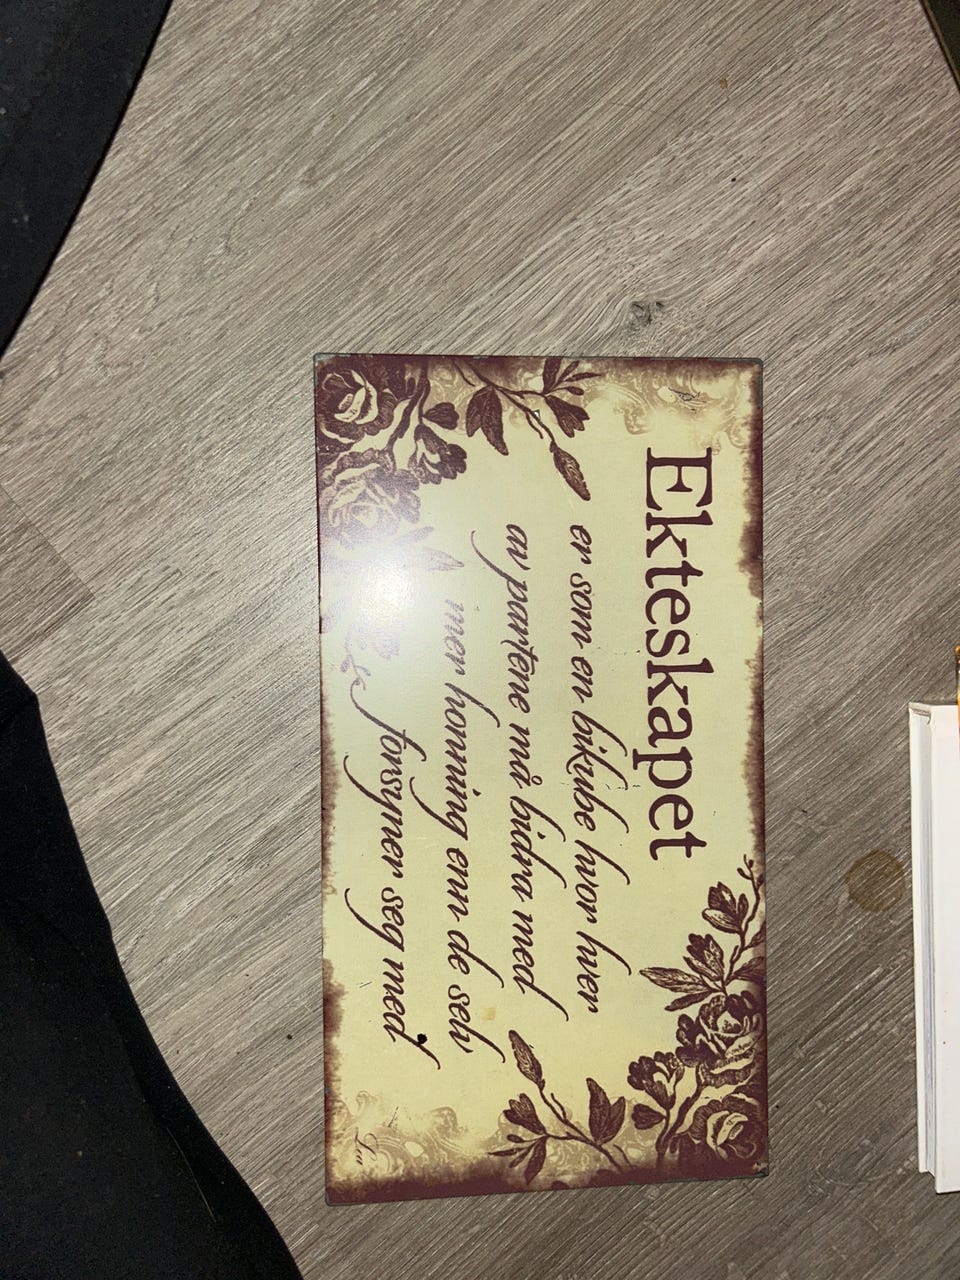 Ekteskapet
er som en bikube hvor hver
av partene må bidra med
mer honning enn de selv
forsyner seg med